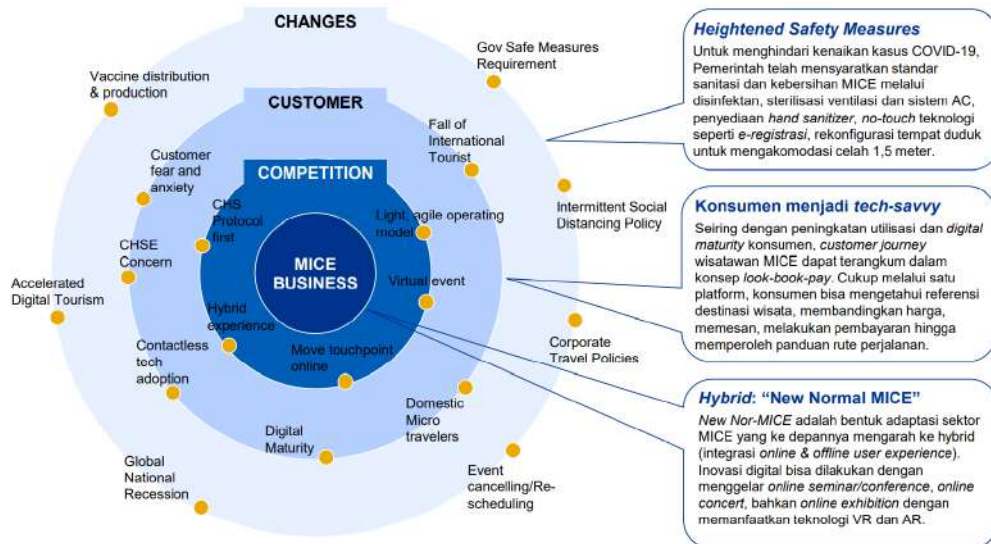 CHANGES
Gov Safe Measures
Requirement
Vaccine distribution
& production
CUSTOMER
Fall of
International
Tourist
Customer
fear and
anxiety
COMPETITION
CHS
Protocol
first
Light, agile operating
model
Intermittent Social
Distancing Policy
CHSE
Concern
MICE
BUSINESS
Virtual event
Accelerated
Digital Tourism
Hybrid
experience
Contactless
tech
adoption
Move touchpoint
online
Corporate
Travel Policies
Domestic
Micro
travelers
Digital
Maturity
Global
National
Recession
Event
cancelling/Re-
scheduling
Heightened Safety Measures
Untuk menghindari kenaikan kasus COVID-19,
Pemerintah telah mensyaratkan standar
sanitasi dan kebersihan MICE melalui
disinfektan, sterilisasi ventilasi dan sistem AC,
penyediaan hand sanitizer, no-touch teknologi
seperti e-registrasi, rekonfigurasi tempat duduk
untuk mengakomodasi celah 1,5 meter.
Konsumen menjadi tech-savvy
Seiring dengan peningkatan utilisasi dan digital
maturity konsumen, customer journey
wisatawan MICE dapat terangkum dalam
konsep look-book-pay. Cukup melalui satu
platform, konsumen bisa mengetahui referensi
destinasi wisata, membandingkan harga,
memesan, melakukan pembayaran hingga
memperoleh panduan rute perjalanan.
Hybrid: “New Normal MICE”
New Nor-MICE adalah bentuk adaptasi sektor
MICE yang ke depannya mengarah ke hybrid
(integrasi online & offline user experience).
Inovasi digital bisa dilakukan dengan
menggelar online seminar/conference, online
concert, bahkan online exhibition dengan
memanfaatkan teknologi VR dan AR.